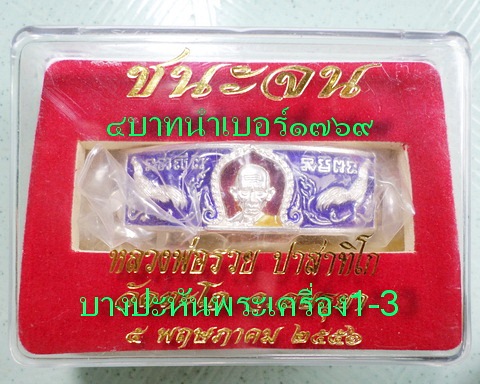 ชนะจน
๔บาทนำเบอร์๑๗๖๙
หลวงพ่อรวย ปาสาทิโก
บางปะหันพระเครื่อง1-3
๕ พฤษภาคม ๒๕๕๖